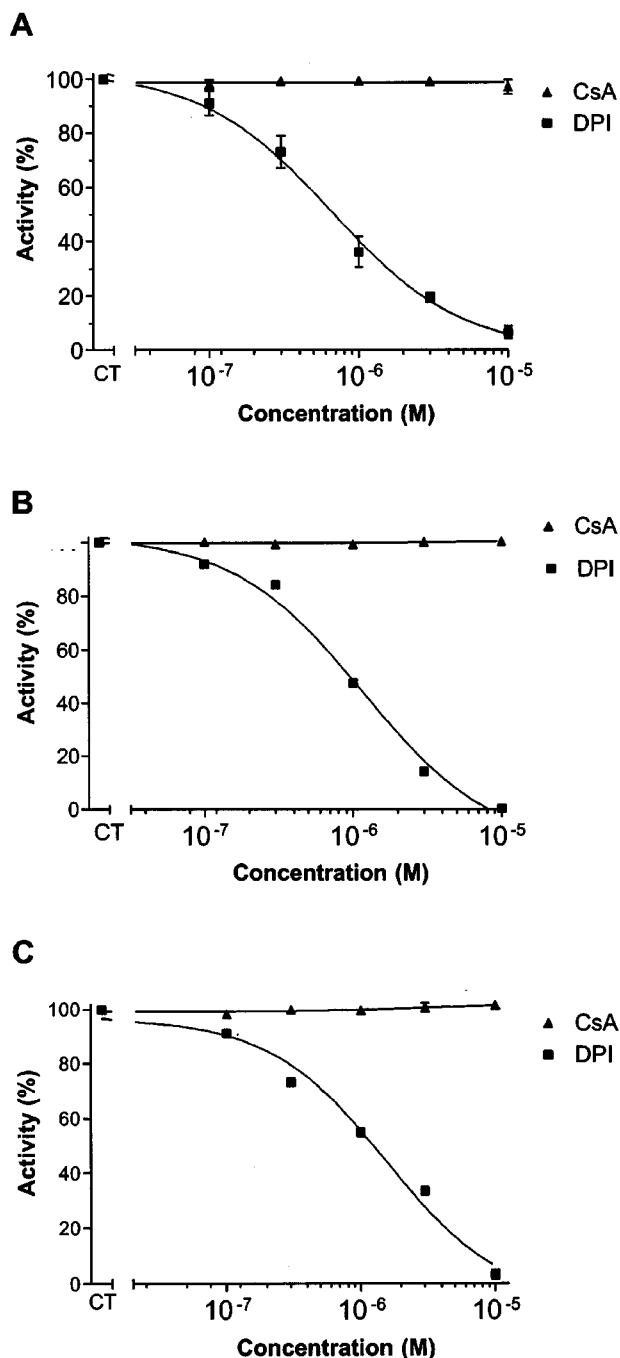 A
100
80
60
40
20
0
Activity (%)
CT
10⁻⁷
10⁻⁶
10⁻⁵
Concentration (M)
CsA
DPI
B
80
60
40
20
0
Activity (%)
CT
10⁻⁷
10⁻⁶
10⁻⁵
Concentration (M)
CsA
DPI
C
100
80
60
40
20
0
Activity (%)
CT
10⁻⁷
10⁻⁶
10⁻⁵
Concentration (M)
CsA
DPI